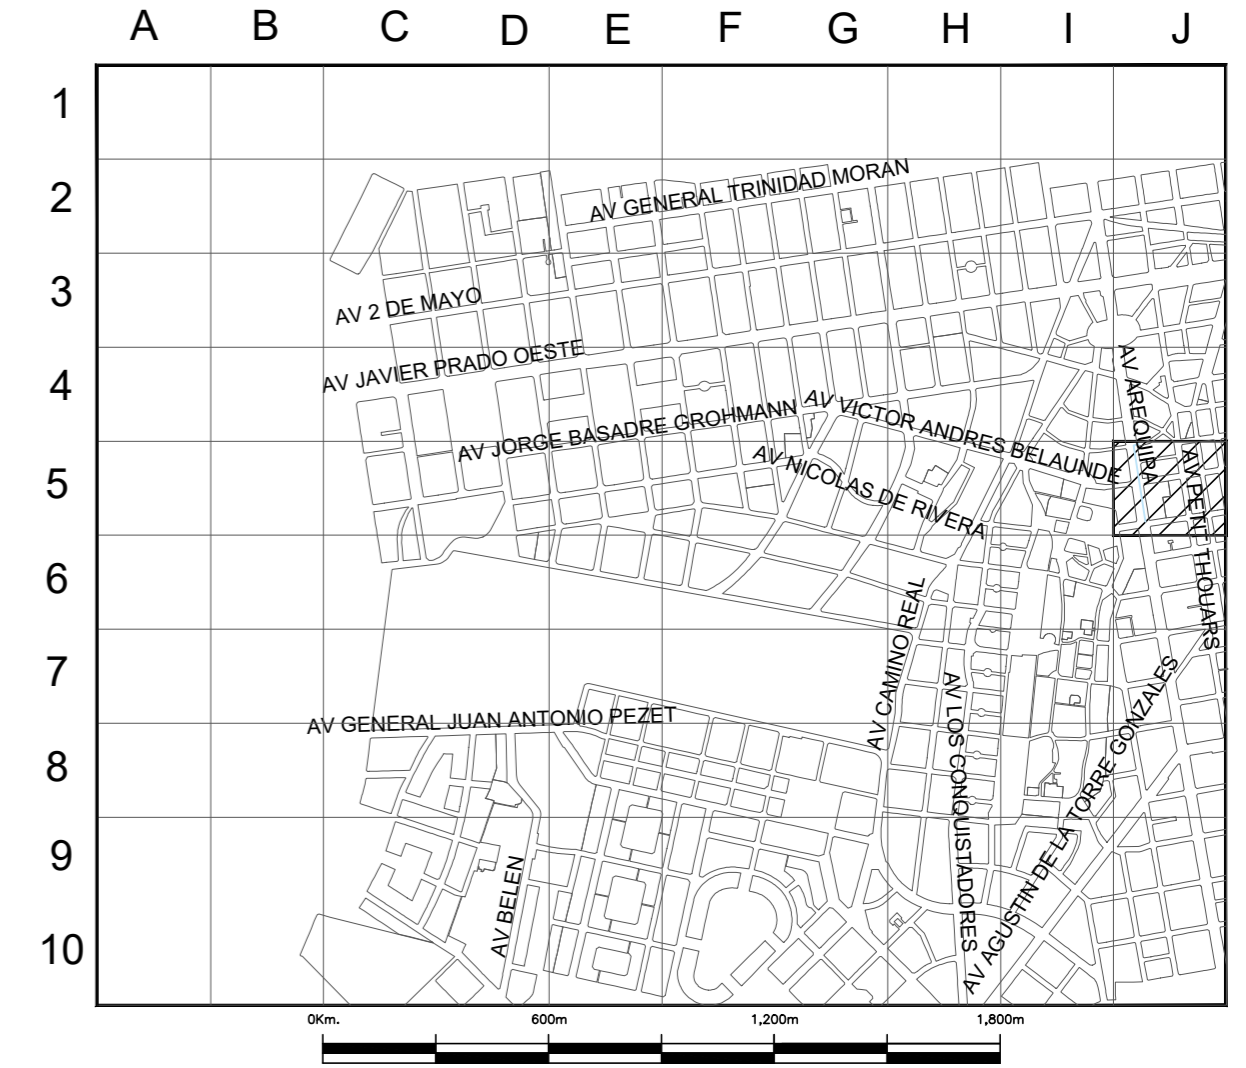 A B C D E F G H I J
1
2
3
4
5
6
7
8
9
10
AV GENERAL TRINIDAD MORAN
AV 2 DE MAYO
AV JAVIER PRADO OESTE
AV JORGE BASADRE GROHMANN
AV VICTOR ANDRES BELAUNDE
AV AREQUIPA
AV NICOLAS DE RIVERA
AV PETIT THOUARS
AV CAMINO REAL
AV GENERAL JUAN ANTONIO PEZET
AV LOS CONQUISTADORES
AV AGUSTIN DE LA TORRE GONZALES
AV BELEN
0Km. 600m 1,200m 1,800m